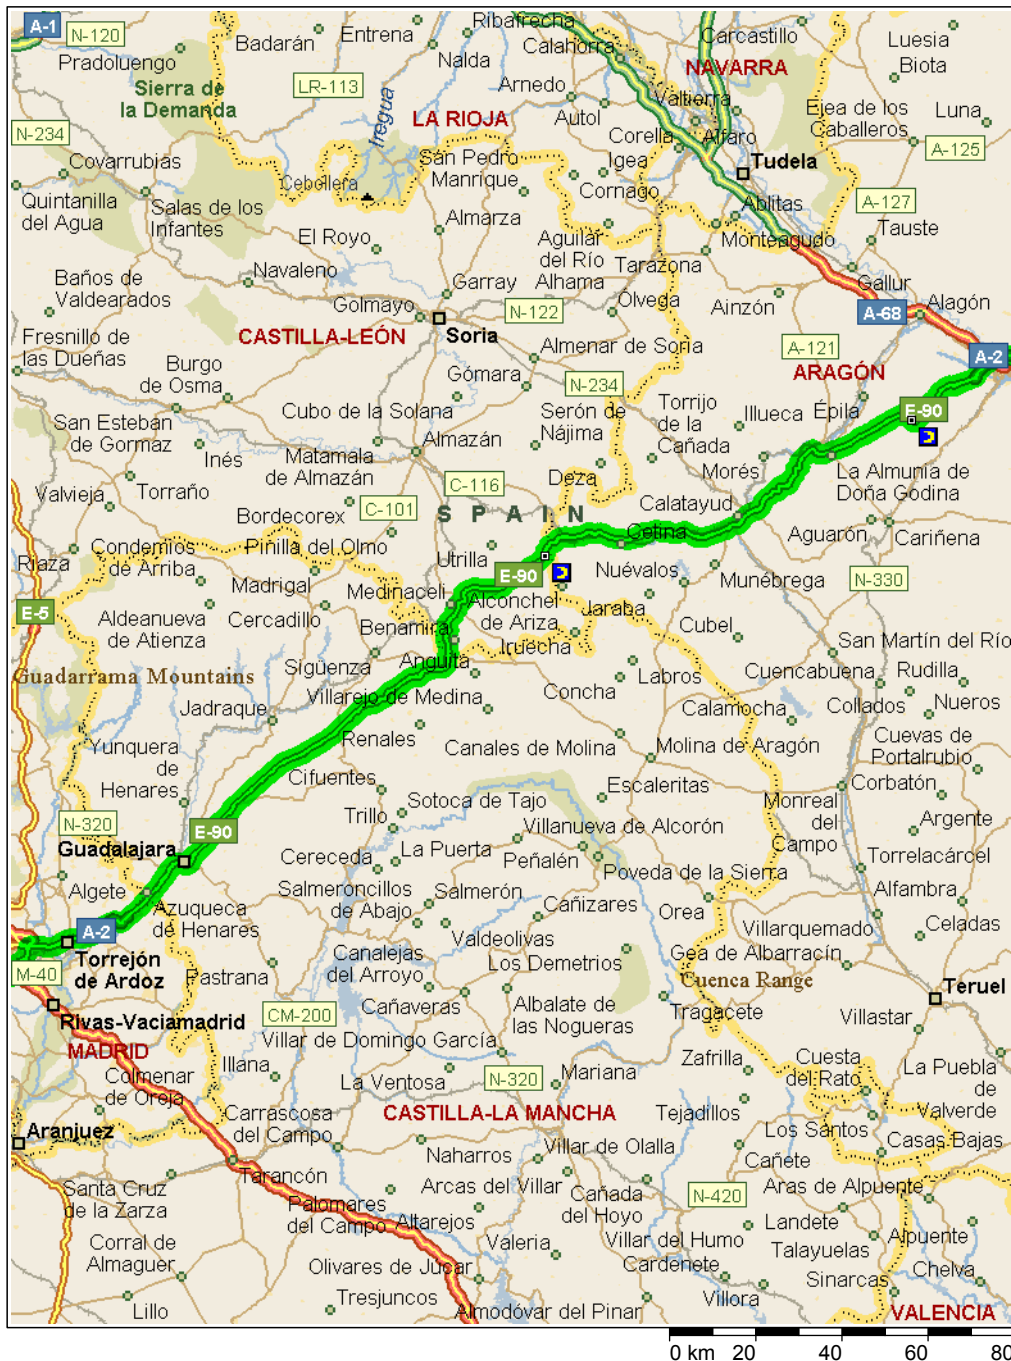 A-1
N-120
Pradoluengo
Badarán
Entrena
Nalda
Ribafrecha
Calahorra
Carcastillo
Luesia
Biota
NAVARRA
Sierra de
la Demanda
LR-113
Iregua
LA RIOJA
Arnedo
Autol
Valtierra
Corella
Alfaro
Ejea de los
Caballeros
Luna
N-234
Covarrubias
San Pedro
Manrique
Igea
Cornago
Tudela
A-125
Cebollera
Quintanilla
del Agua
Salas de los
Infantes
Almarza
Ablitas
A-127
El Royo
Aguilar
del Río
Alhama
Monteagudo
Tauste
Tarazona
Baños de
Valdearados
Navaleno
Garray
Gallur
Golmayo
N-122
Ólvega
Ainzón
Alagón
A-68
Fresnillo de
las Dueñas
CASTILLA-LEÓN
Soria
Almenar de Soria
A-121
A-2
ARAGÓN
Burgo
de Osma
Gómara
N-234
San Esteban
de Gormaz
Cubo de la Solana
Serón de
Nájima
Torrijo
de la
Cañada
Illueca
Épila
E-90
Inés
Matamala
de Almazán
Almazán
Morés
La Almunia de
Doña Godina
Valvieja
Torraño
C-116
Deza
Calatayud
Bordecorex
C-101
SPAIN
Aguarón
Cariñena
Riaza
Condemios
de Arriba
Pinilla del Olmo
Utrilla
Cetina
Madrigal
Medinaceli
E-90
Nuévalos
Munébrega
N-330
E-5
Aldeanueva
de Atienza
Cercadillo
Benamira
Alconchel
de Ariza
Jaraba
Iruecha
Cubel
San Martín del Río
Guadarrama Mountains
Sigüenza
Anguita
Labros
Cuencabuena
Rudilla
Jadraque
Villarejo de Medina
Concha
Calamocha
Collados
Nueros
Yunquera
de
Henares
Renales
Canales de Molina
Molina de Aragón
Cuevas de
Portalrubio
Cifuentes
Escaleritas
Corbatón
N-320
E-90
Trillo
Sotoca de Tajo
Villanueva de Alcorón
Monreal
del
Campo
Argente
Guadalajara
Cereceda
La Puerta
Peñalén
Torrelacárcel
Algete
Azuqueca
de Henares
Salmeroncillos
de Abajo
Salmerón
Poveda de la Sierra
Alfambra
Cañizares
Orea
Villarquemado
Celadas
A-2
Torrejón
de Ardoz
Canalejas
del Arroyo
Valdeolivas
Los Demetrios
Gea de Albarracín
M-40
Pastrana
Cuenca Range
Teruel
Rivas-Vaciamadrid
CM-200
Cañaveras
Albalate de
las Nogueras
Tragacete
Villastar
MADRID
Villar de Domingo García
Zafrilla
Cuesta
del Rato
La Puebla
de
Valverde
Colmenar
de Oreja
Illana
La Ventosa
N-320
Mariana
Aranjuez
Carrascosa
del Campo
CASTILLA-LA MANCHA
Tejadillos
Los Santos
Casas Bajas
Naharros
Villar de Olalla
Cañete
Tarancón
Santa Cruz
de la Zarza
Palomares
del Campo
Arcas del Villar
Cañada
del Hoyo
N-420
Aras de Alpuente
Altarejos
Landete
Alpuente
Corral de
Almaguer
Valeria
Villar del Humo
Talayuelas
Olivares de Júcar
Cardenete
Sinarcas
Chelva
Lillo
Tresjuncos
Almodóvar del Pinar
Villora
VALENCIA
0 km 20 40 60 80